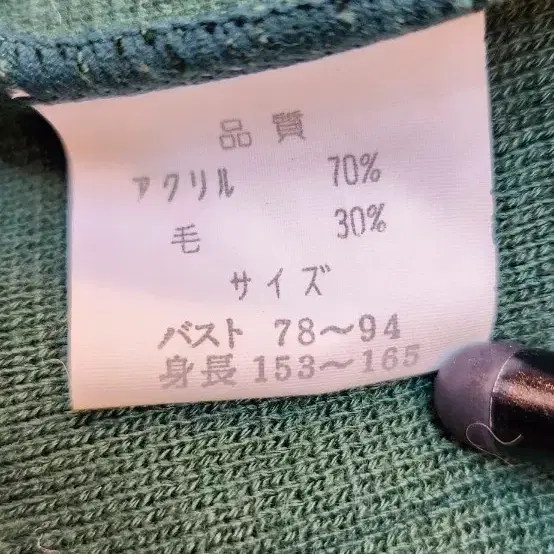 品質
アクリル 70%
毛 30%
サイズ
バスト 78～94
身長 153～165